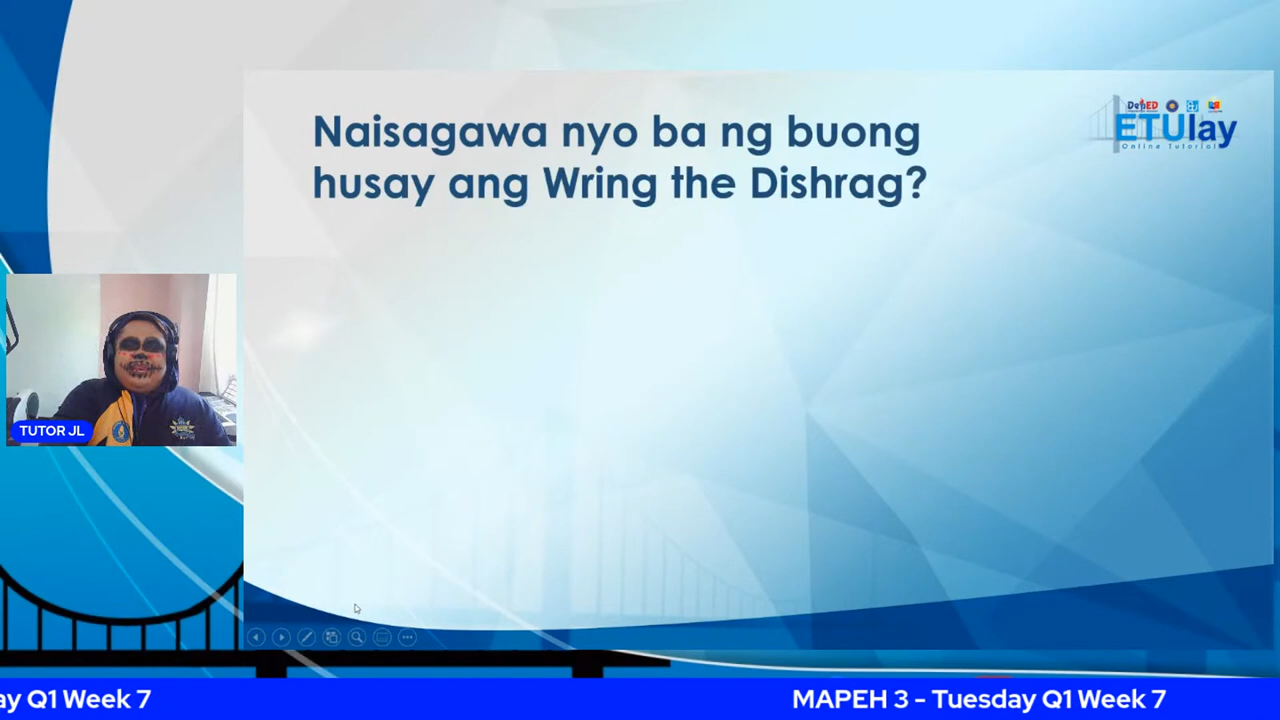 Naisagawa nyo ba ng buong
husay ang Wring the Dishrag?
DepED
ETUlay
Online Tutorial
TUTOR JL
ay Q1 Week 7
MAPEH 3 - Tuesday Q1 Week 7